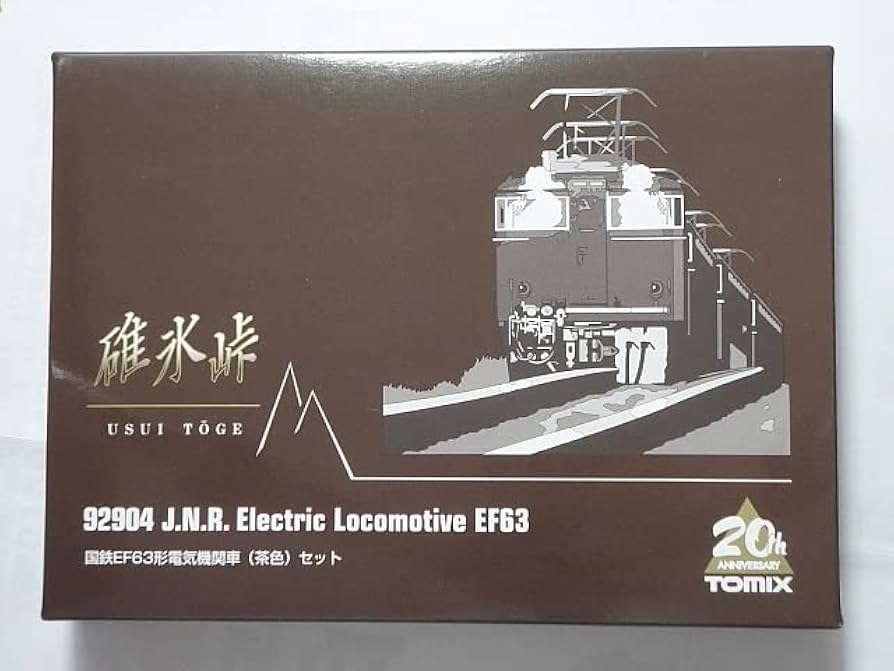 碓氷峠
USUI TŌGE
92904 J.N.R. Electric Locomotive EF63
国鉄EF63形電気機関車（茶色）セット
20th
ANNIVERSARY
TOMIX